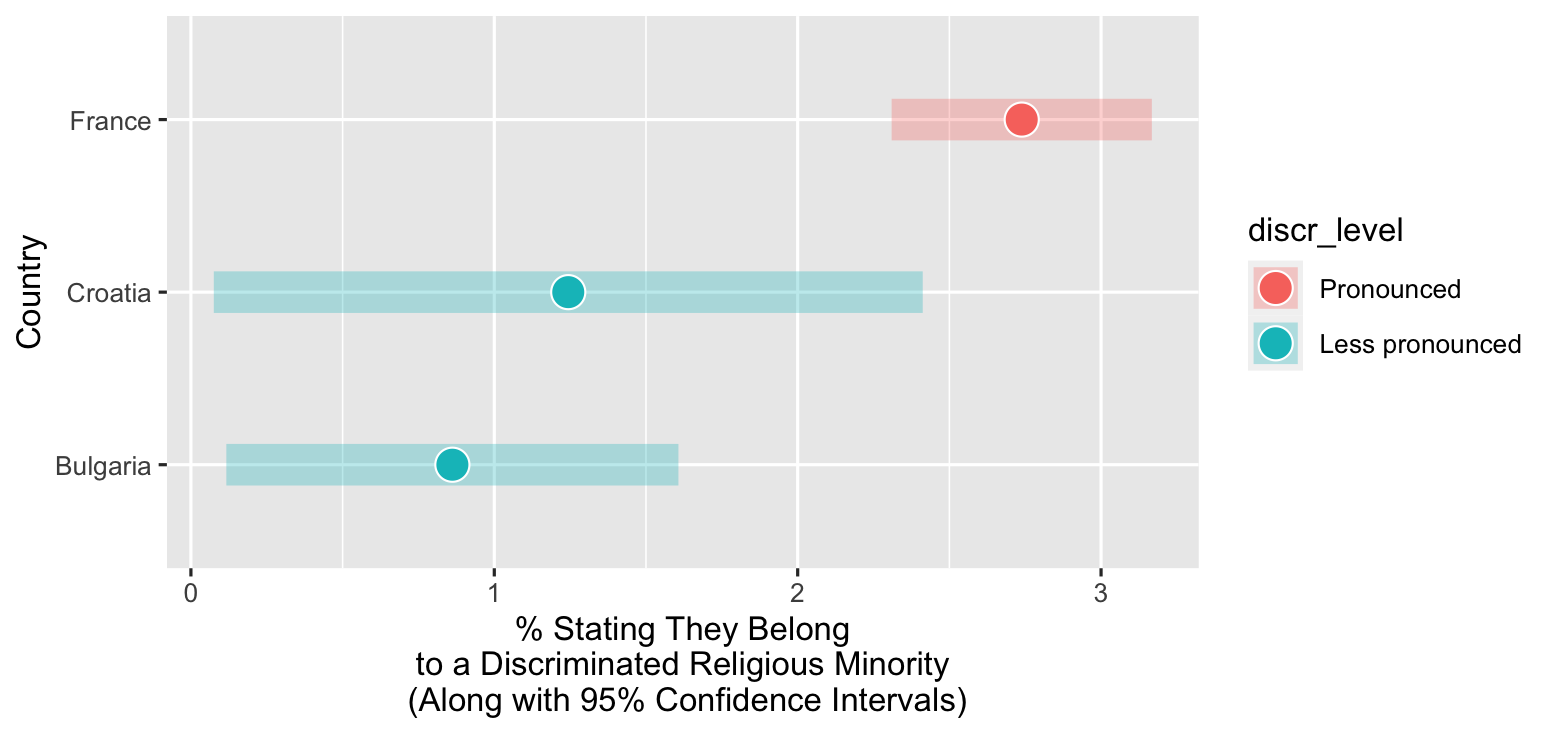 France
Croatia
Bulgaria
Country
0 1 2 3
% Stating They Belong
to a Discriminated Religious Minority
(Along with 95% Confidence Intervals)
discr_level
Pronounced
Less pronounced